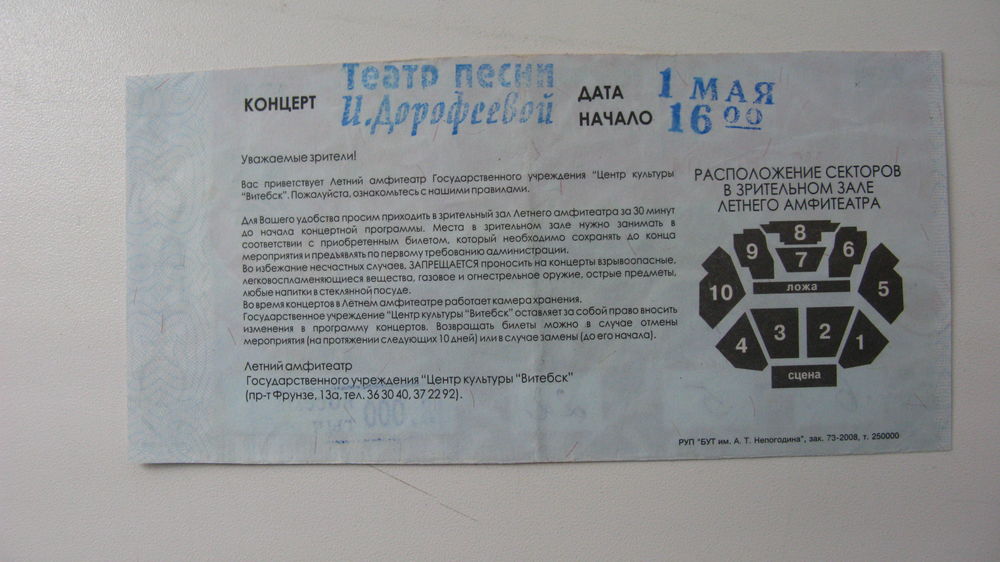 КОНЦЕРТ Театр песни И.Дорофеевой
ДАТА 1 МАЯ
НАЧАЛО 16 00
Уважаемые зрители!
Вас приветствует Летний амфитеатр Государственного учреждения "Центр культуры
"Витебск". Пожалуйста, ознакомьтесь с нашими правилами.
Для Вашего удобства просим приходить в зрительный зал Летнего амфитеатра за 30 минут
до начала концертной программы. Места в зрительном зале нужно занимать в
соответствии с приобретенным билетом, который необходимо сохранять до конца
мероприятия и предъявлять по первому требованию администрации.
Во избежание несчастных случаев, ЗАПРЕЩАЕТСЯ проносить на концерты взрывоопасные,
легковоспламеняющиеся вещества, газовое и огнестрельное оружие, острые предметы,
любые напитки в стеклянной посуде.
Во время концертов в Летнем амфитеатре работает камера хранения.
Государственное учреждение "Центр культуры "Витебск" оставляет за собой право вносить
изменения в программу концертов. Возвращать билеты можно в случае отмены
мероприятия (на протяжении следующих 10 дней) или в случае замены (до его начала).
Летний амфитеатр
Государственного учреждения "Центр культуры "Витебск"
(пр-т Фрунзе, 13а, тел. 36 30 40, 37 22 92).
РАСПОЛОЖЕНИЕ СЕКТОРОВ
В ЗРИТЕЛЬНОМ ЗАЛЕ
ЛЕТНЕГО АМФИТЕАТРА
8
9 7 6
10 ложа 5
4 3 2 1
сцена
РУП "БУТ им. А. Т. Непогодина", зак. 73-2008, т. 250000